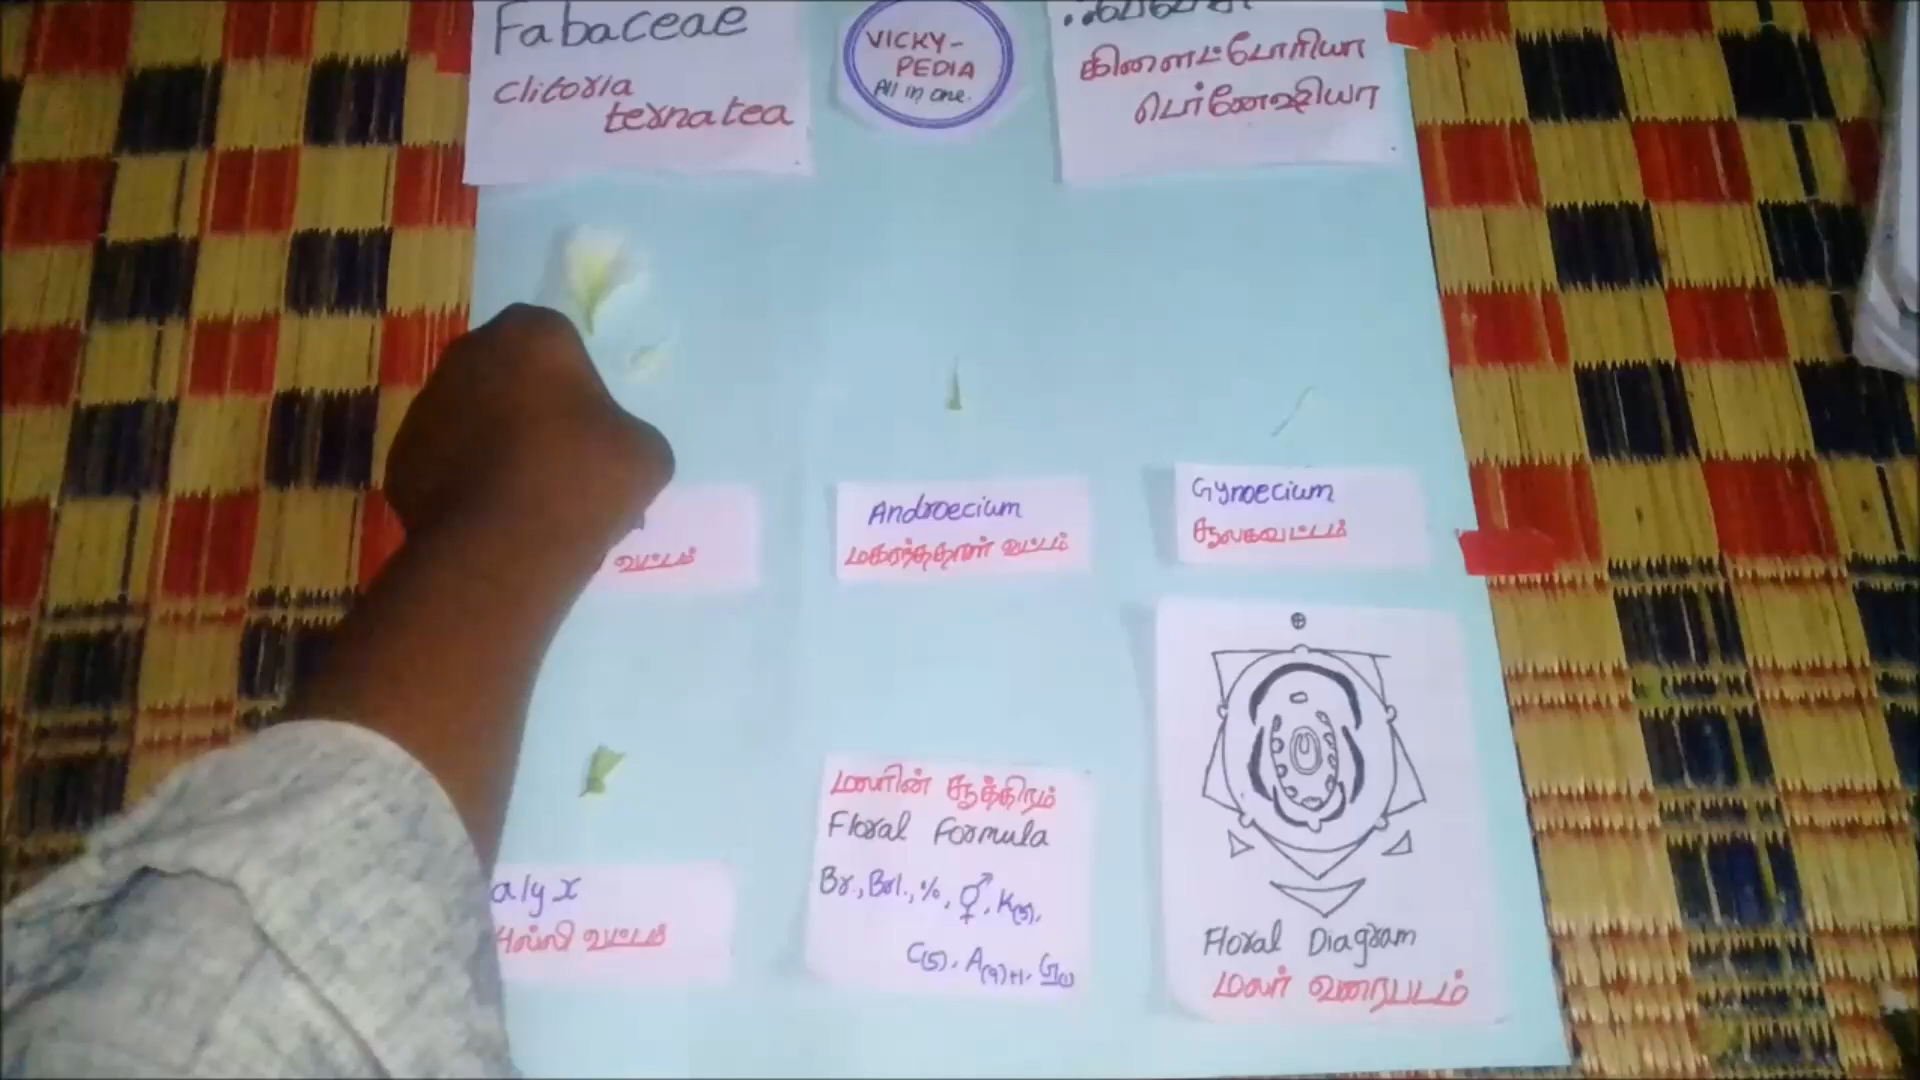 Fabaceae
Clitoria
ternatea
VICKY-
PEDIA
All in one.
கிளைட்டோரியா
டெர்னேஷியா
வட்டம்
Androecium
மகரந்ததாள் வட்டம்
Gynoecium
சூலகவட்டம்
alyx
புல்லி வட்டம்
மலரின் சூத்திரம்
Floral Formula
Br., Brl., %, ⚥, K(5),
C(5), A(9)+1, G(1)
Floral Diagram
மலர் வரைபடம்